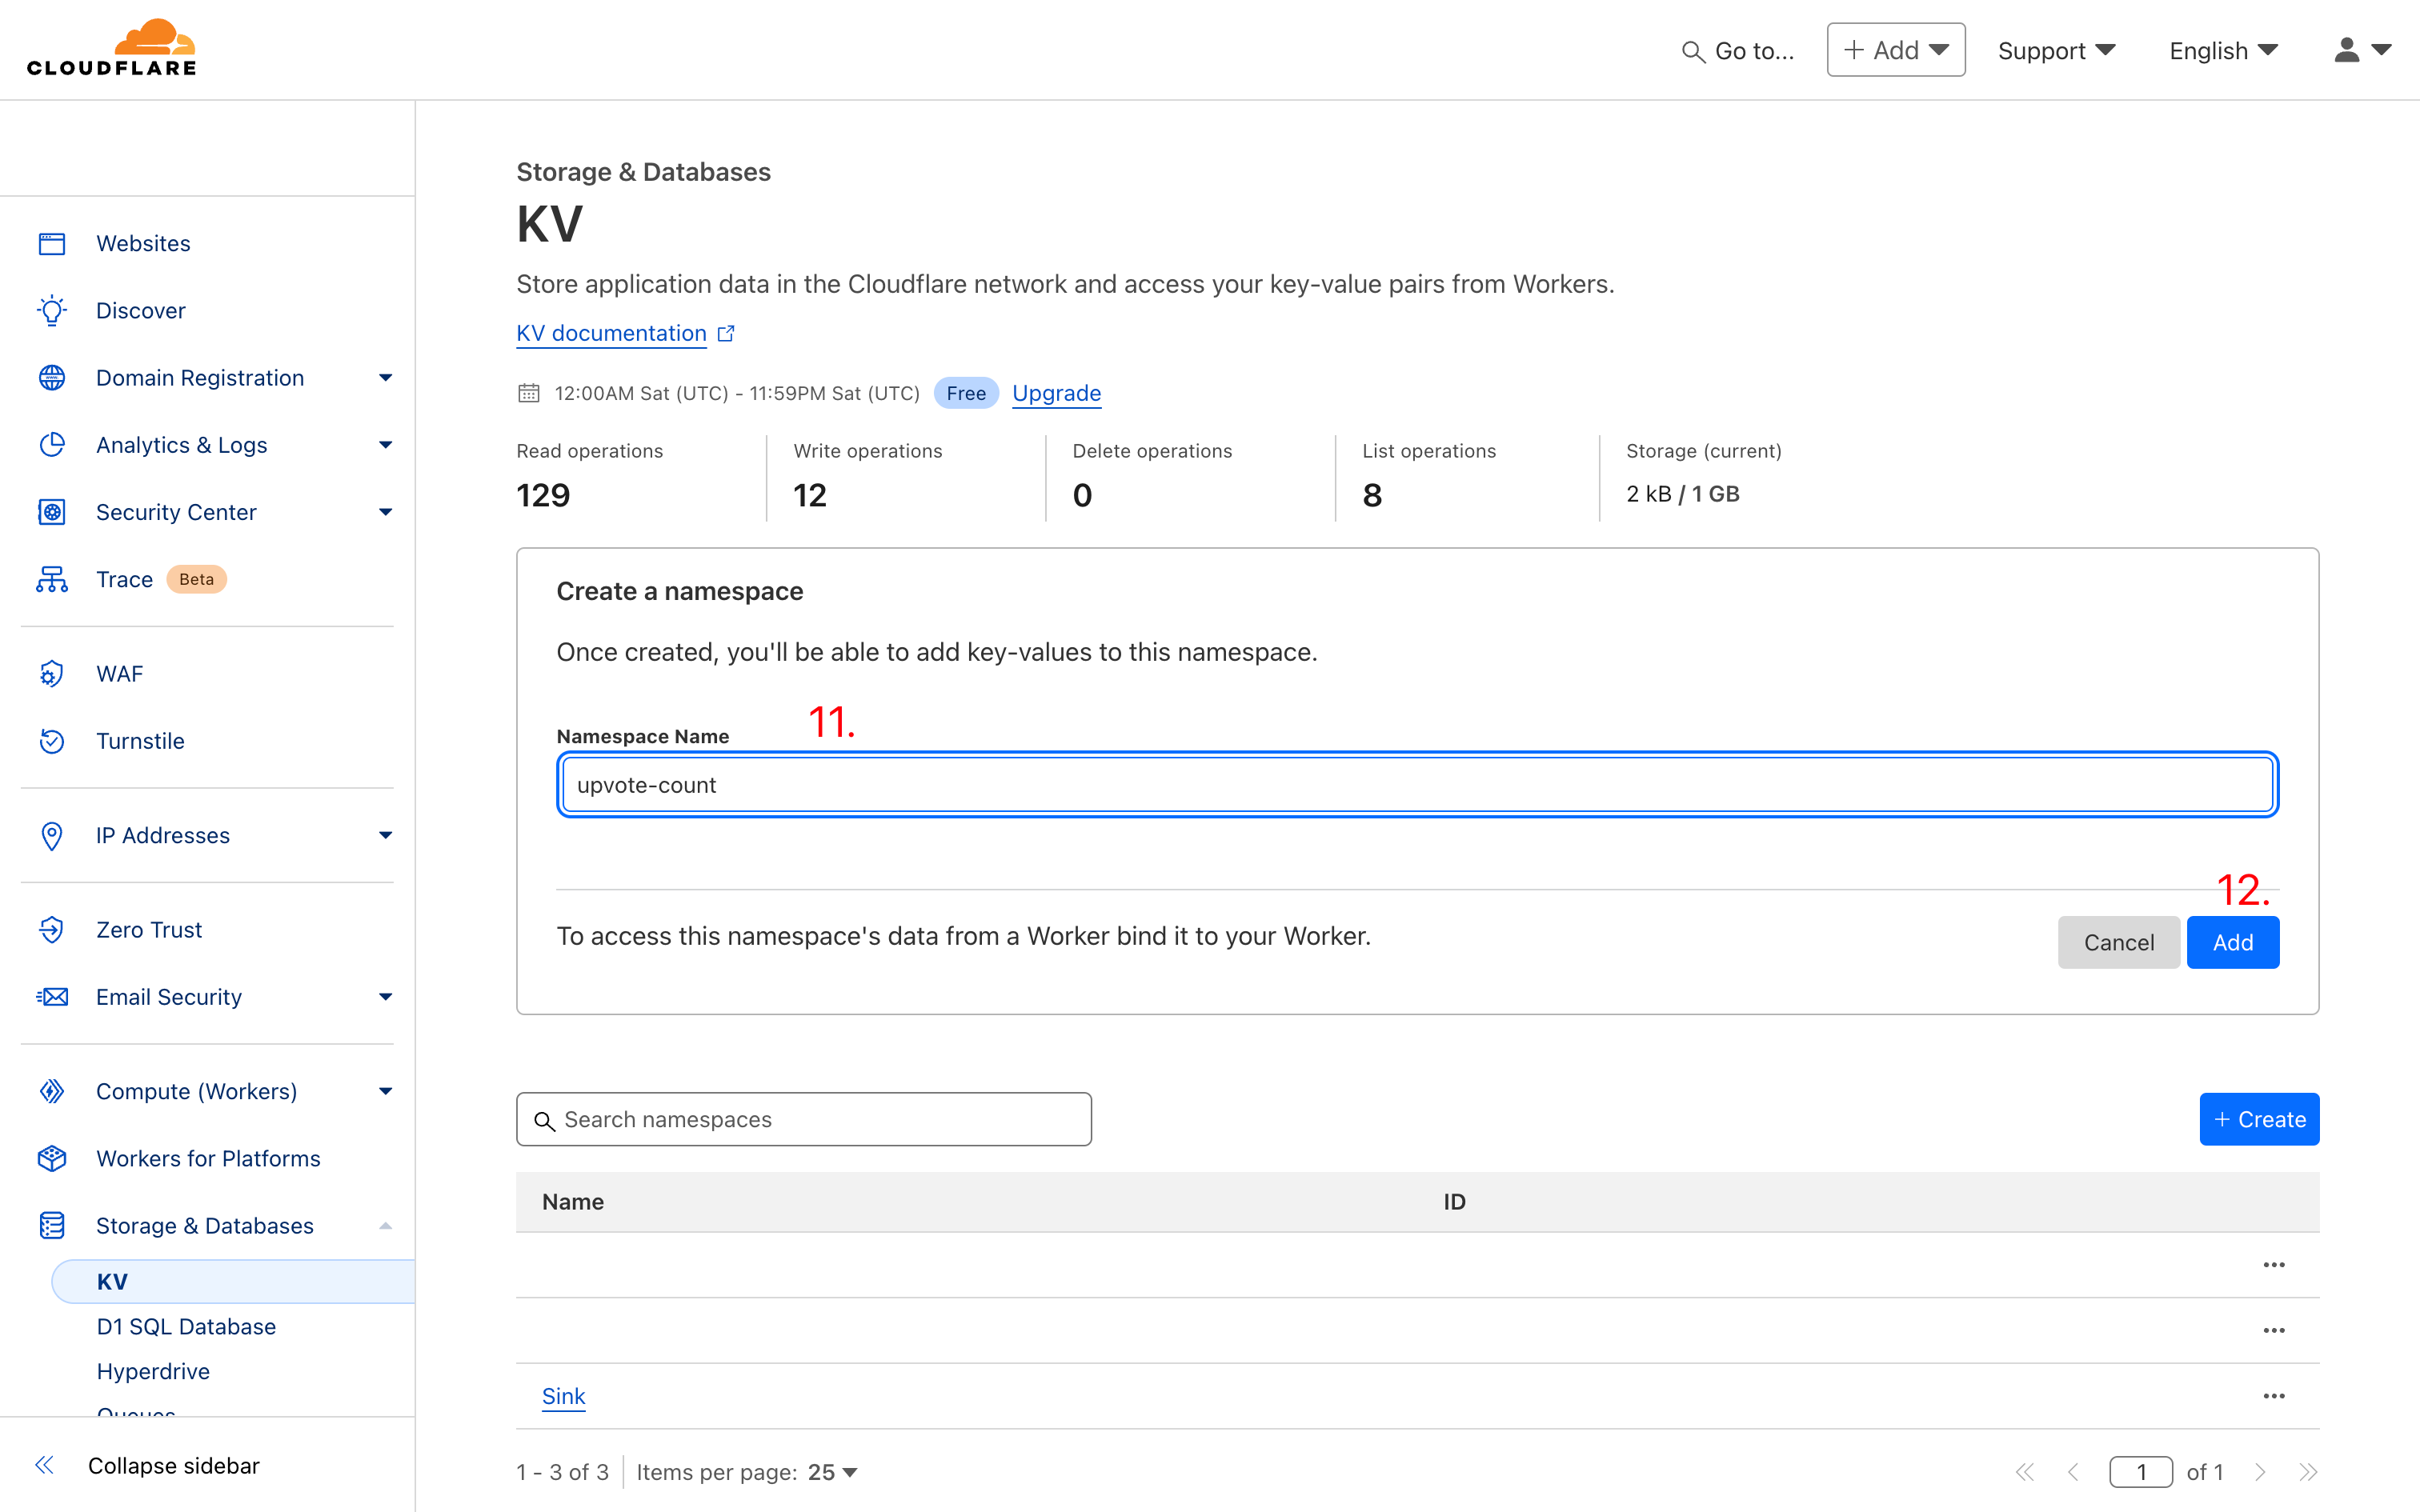 CLOUDFLARE
Go to...
+ Add
Support
English
Websites
Discover
Domain Registration
Analytics & Logs
Security Center
Trace Beta
WAF
Turnstile
IP Addresses
Zero Trust
Email Security
Compute (Workers)
Workers for Platforms
Storage & Databases
KV
D1 SQL Database
Hyperdrive
Queues
Collapse sidebar
Storage & Databases
KV
Store application data in the Cloudflare network and access your key-value pairs from Workers.
KV documentation
12:00AM Sat (UTC) - 11:59PM Sat (UTC) Free Upgrade
Read operations
129
Write operations
12
Delete operations
0
List operations
8
Storage (current)
2 kB / 1 GB
Create a namespace
Once created, you'll be able to add key-values to this namespace.
11.
Namespace Name
upvote-count
12.
To access this namespace's data from a Worker bind it to your Worker.
Cancel
Add
Search namespaces
+ Create
Name ID
Sink
1 - 3 of 3 Items per page: 25
1 of 1